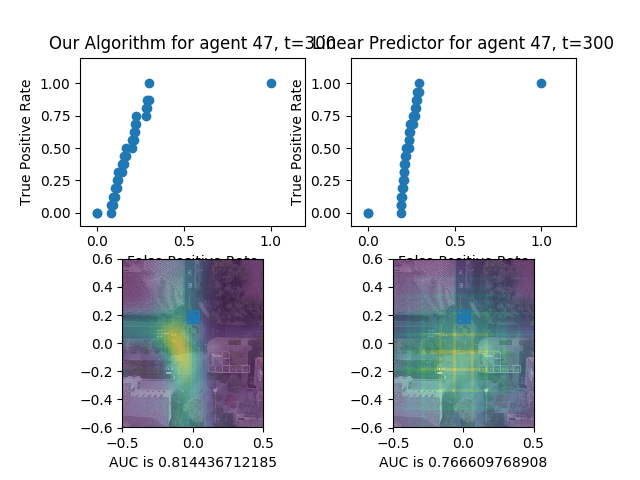 Our Algorithm for agent 47, t=300
Linear Predictor for agent 47, t=300
True Positive Rate
1.00
0.75
0.50
0.25
0.00
0.0 0.5 1.0
False Positive Rate
True Positive Rate
1.00
0.75
0.50
0.25
0.00
0.0 0.5 1.0
False Positive Rate
0.6
0.4
0.2
0.0
−0.2
−0.4
−0.6
−0.5 0.0 0.5
AUC is 0.814436712185
0.6
0.4
0.2
0.0
−0.2
−0.4
−0.6
−0.5 0.0 0.5
AUC is 0.766609768908